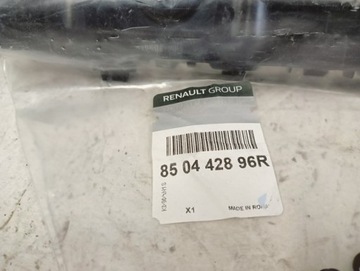 RENAULT GROUP
85 04 428 96R
X1
MADE IN